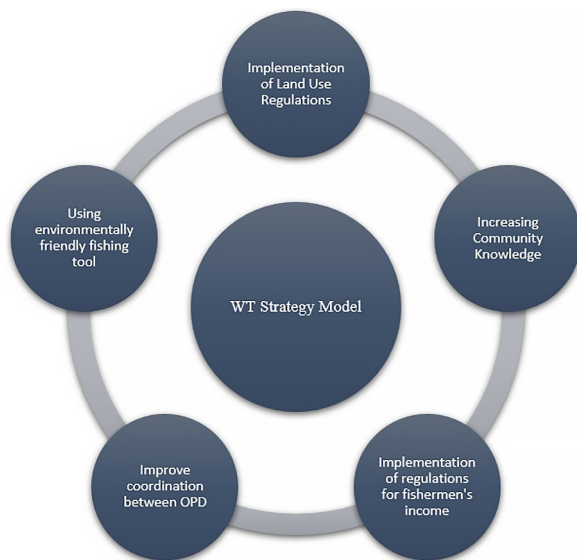 Implementation
of Land Use
Regulations
Using
environmentally
friendly fishing
tool
Increasing
Community
Knowledge
WT Strategy Model
Improve
coordination
between OPD
Implementation
of regulations
for fishermen's
income